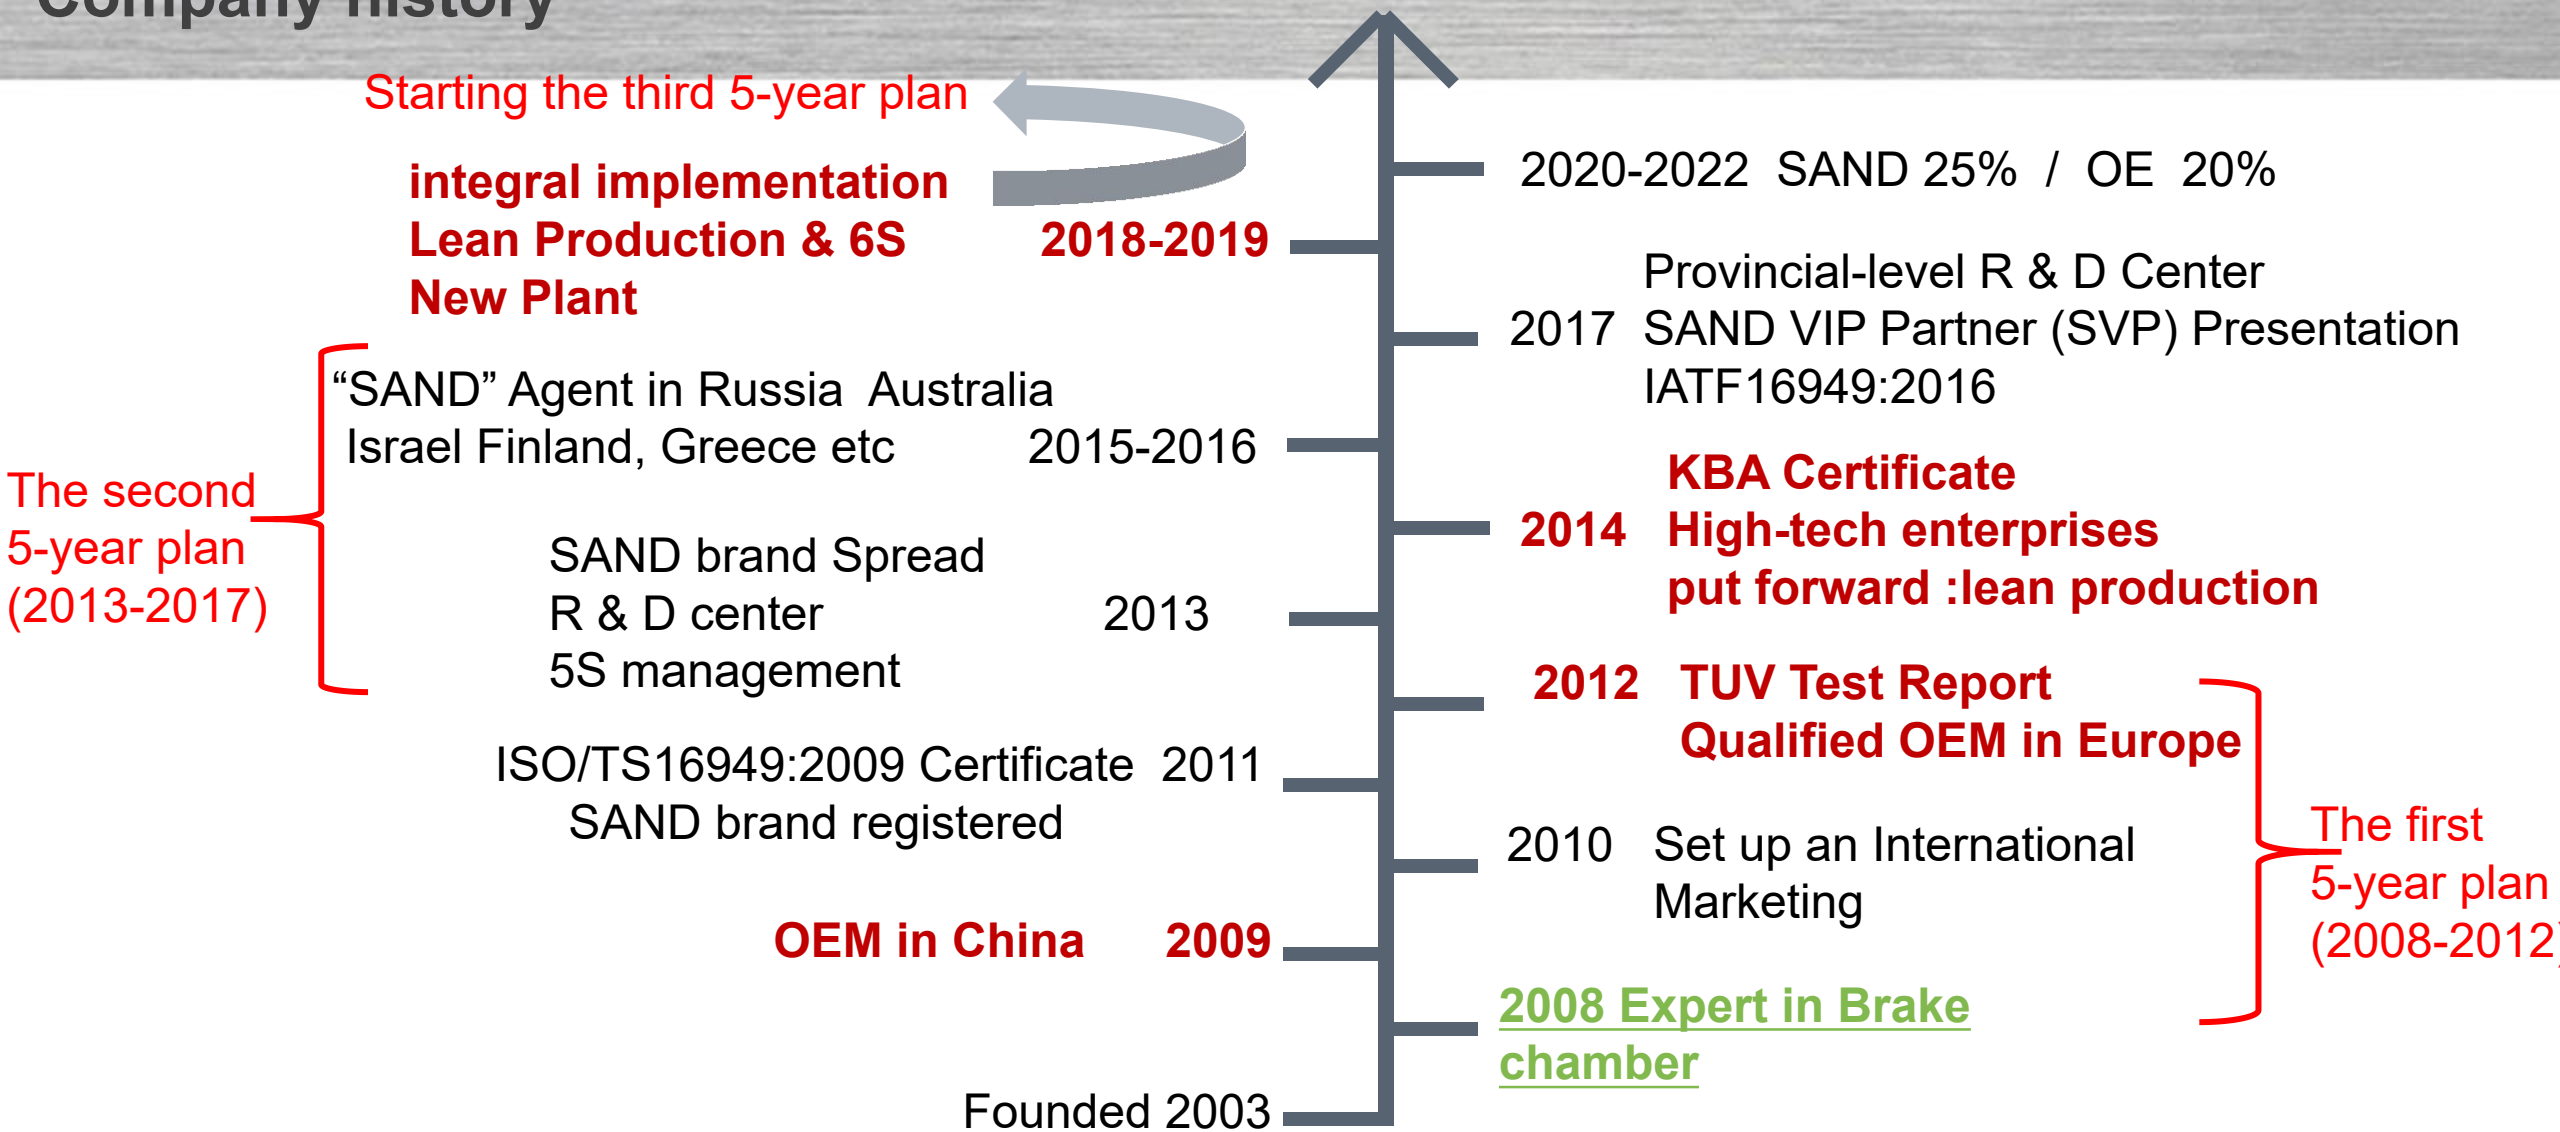 Company history
Starting the third 5-year plan
integral implementation
Lean Production & 6S 2018-2019
New Plant
“SAND” Agent in Russia Australia
Israel Finland, Greece etc 2015-2016
The second
5-year plan
(2013-2017)
SAND brand Spread
R & D center 2013
5S management
ISO/TS16949:2009 Certificate 2011
SAND brand registered
OEM in China 2009
Founded 2003
2020-2022 SAND 25% / OE 20%
Provincial-level R & D Center
2017 SAND VIP Partner (SVP) Presentation
IATF16949:2016
KBA Certificate
2014 High-tech enterprises
put forward :lean production
2012 TUV Test Report
Qualified OEM in Europe
2010 Set up an International
Marketing
The first
5-year plan
(2008-2012)
2008 Expert in Brake
chamber